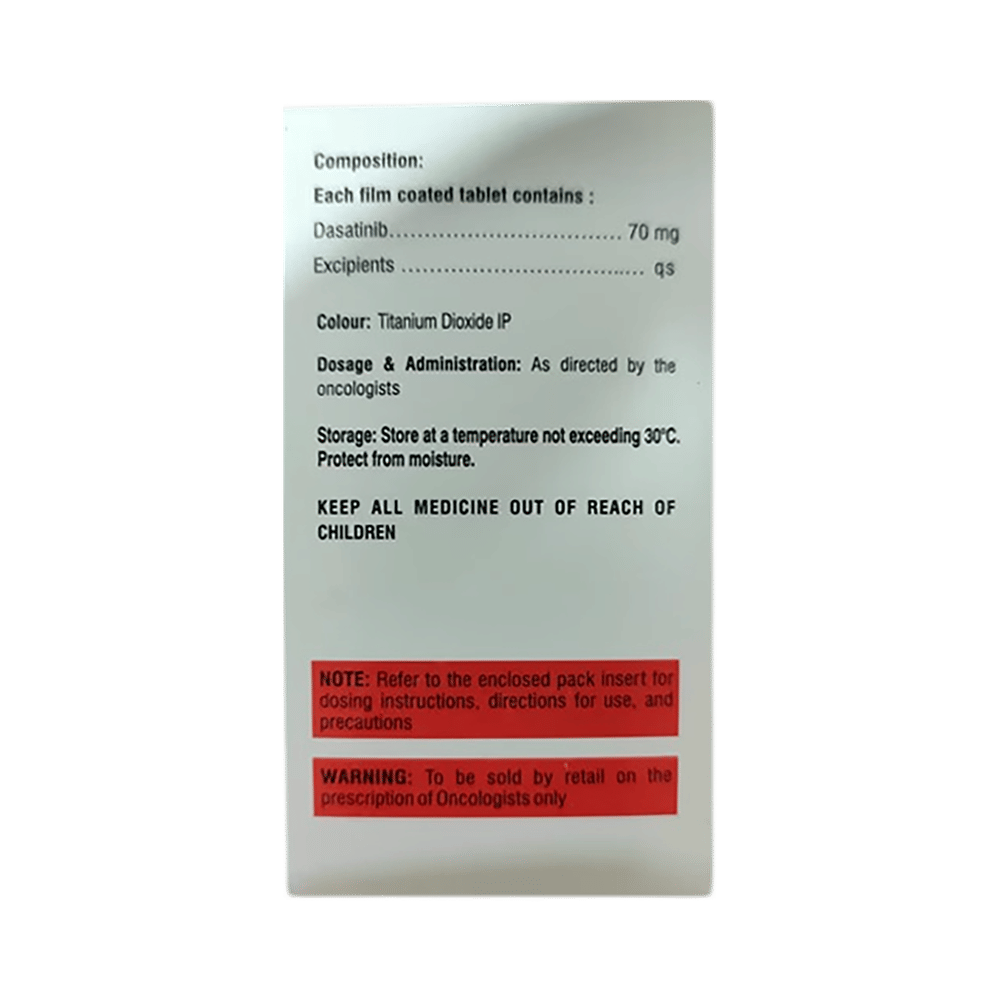 Composition:
Each film coated tablet contains :
Dasatinib................................. 70 mg
Excipients .................................. qs
Colour: Titanium Dioxide IP
Dosage & Administration: As directed by the
oncologists
Storage: Store at a temperature not exceeding 30°C.
Protect from moisture.
KEEP ALL MEDICINE OUT OF REACH OF
CHILDREN
NOTE: Refer to the enclosed pack insert for
dosing instructions, directions for use, and
precautions
WARNING: To be sold by retail on the
prescription of Oncologists only